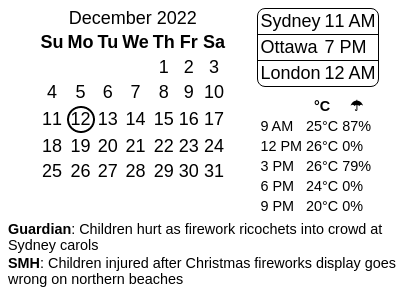 December 2022
Su Mo Tu We Th Fr Sa
1 2 3
4 5 6 7 8 9 10
11 12 13 14 15 16 17
18 19 20 21 22 23 24
25 26 27 28 29 30 31
Sydney 11 AM
Ottawa 7 PM
London 12 AM
°C ☂
9 AM 25°C 87%
12 PM 26°C 0%
3 PM 26°C 79%
6 PM 24°C 0%
9 PM 20°C 0%
Guardian: Children hurt as firework ricochets into crowd at
Sydney carols
SMH: Children injured after Christmas fireworks display goes
wrong on northern beaches